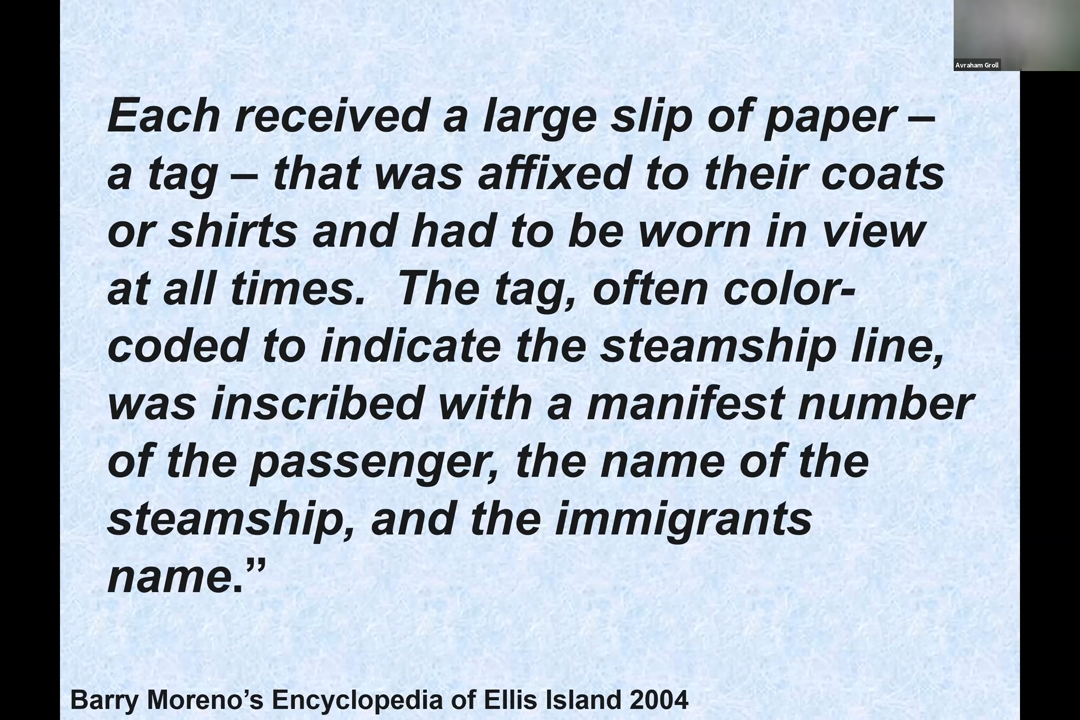 Avraham Groll
Each received a large slip of paper –
a tag – that was affixed to their coats
or shirts and had to be worn in view
at all times.  The tag, often color-
coded to indicate the steamship line,
was inscribed with a manifest number
of the passenger, the name of the
steamship, and the immigrants
name.”
Barry Moreno’s Encyclopedia of Ellis Island 2004